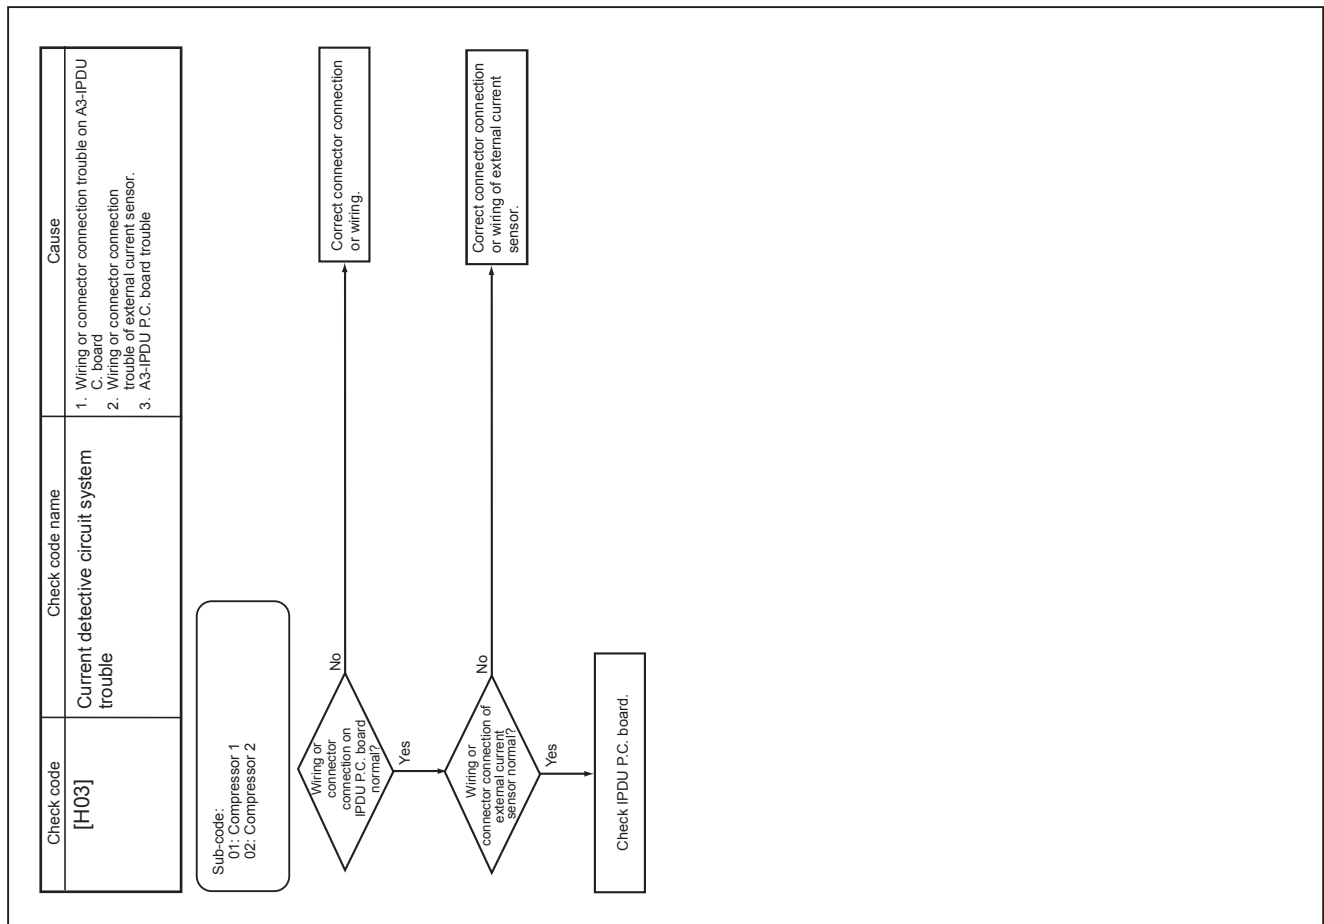 Check code
Check code name
Cause
[H03]
Current detective circuit system
trouble
1. Wiring or connector connection trouble on A3-IPDU
C. board
2. Wiring or connector connection
trouble of external current sensor.
3. A3-IPDU P.C. board trouble
Sub-code:
01: Compressor 1
02: Compressor 2
Wiring or
connector
connection on
IPDU P.C. board
normal?
No
Correct connector connection
or wiring.
Yes
Wiring or
connector connection of
external current
sensor normal?
No
Correct connector connection
or wiring of external current
sensor.
Yes
Check IPDU P.C. board.